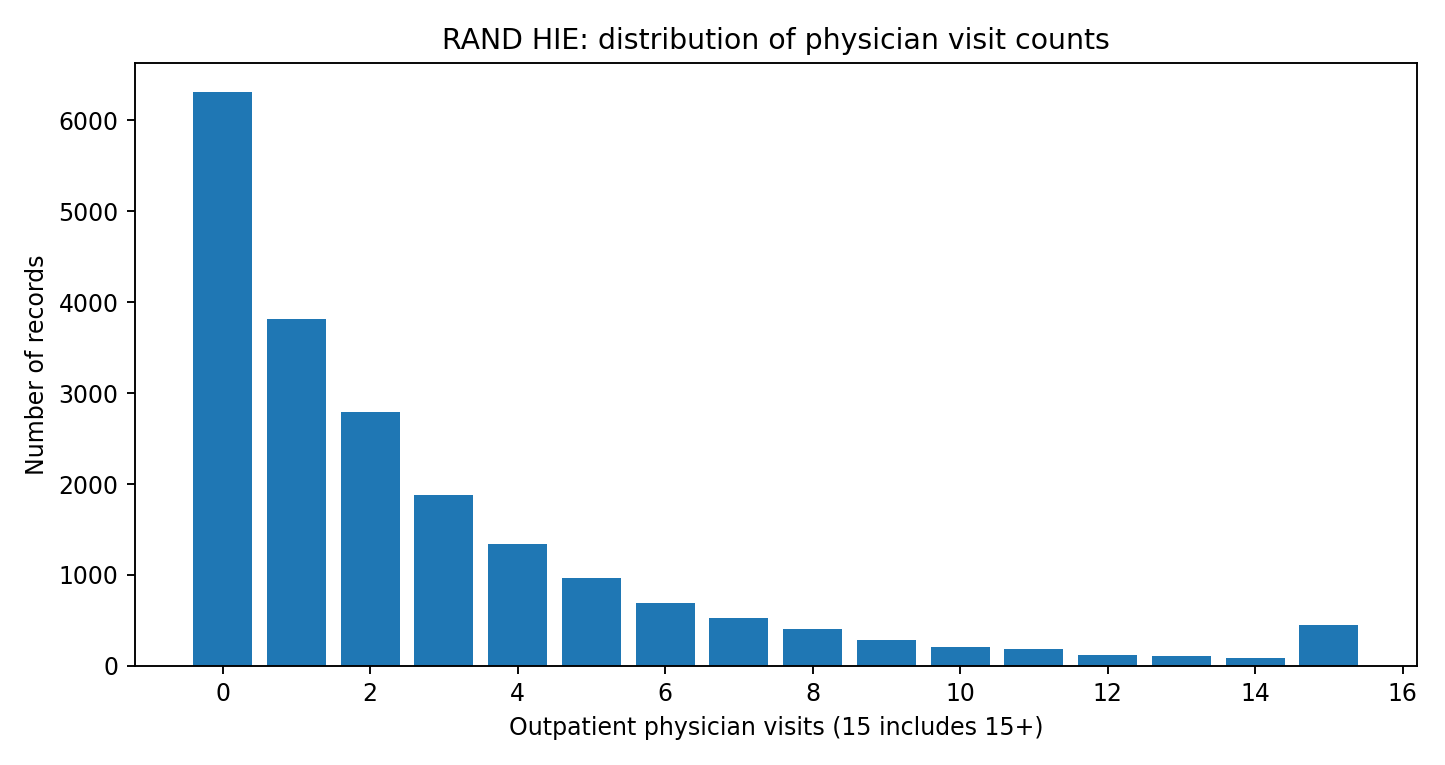 RAND HIE: distribution of physician visit counts
Number of records
6000
5000
4000
3000
2000
1000
0
0 2 4 6 8 10 12 14 16
Outpatient physician visits (15 includes 15+)